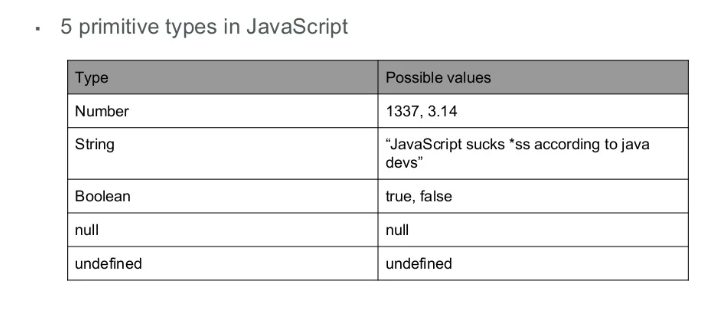 ▪ 5 primitive types in JavaScript
Type Possible values
Number 1337, 3.14
String “JavaScript sucks *ss according to java
devs”
Boolean true, false
null null
undefined undefined